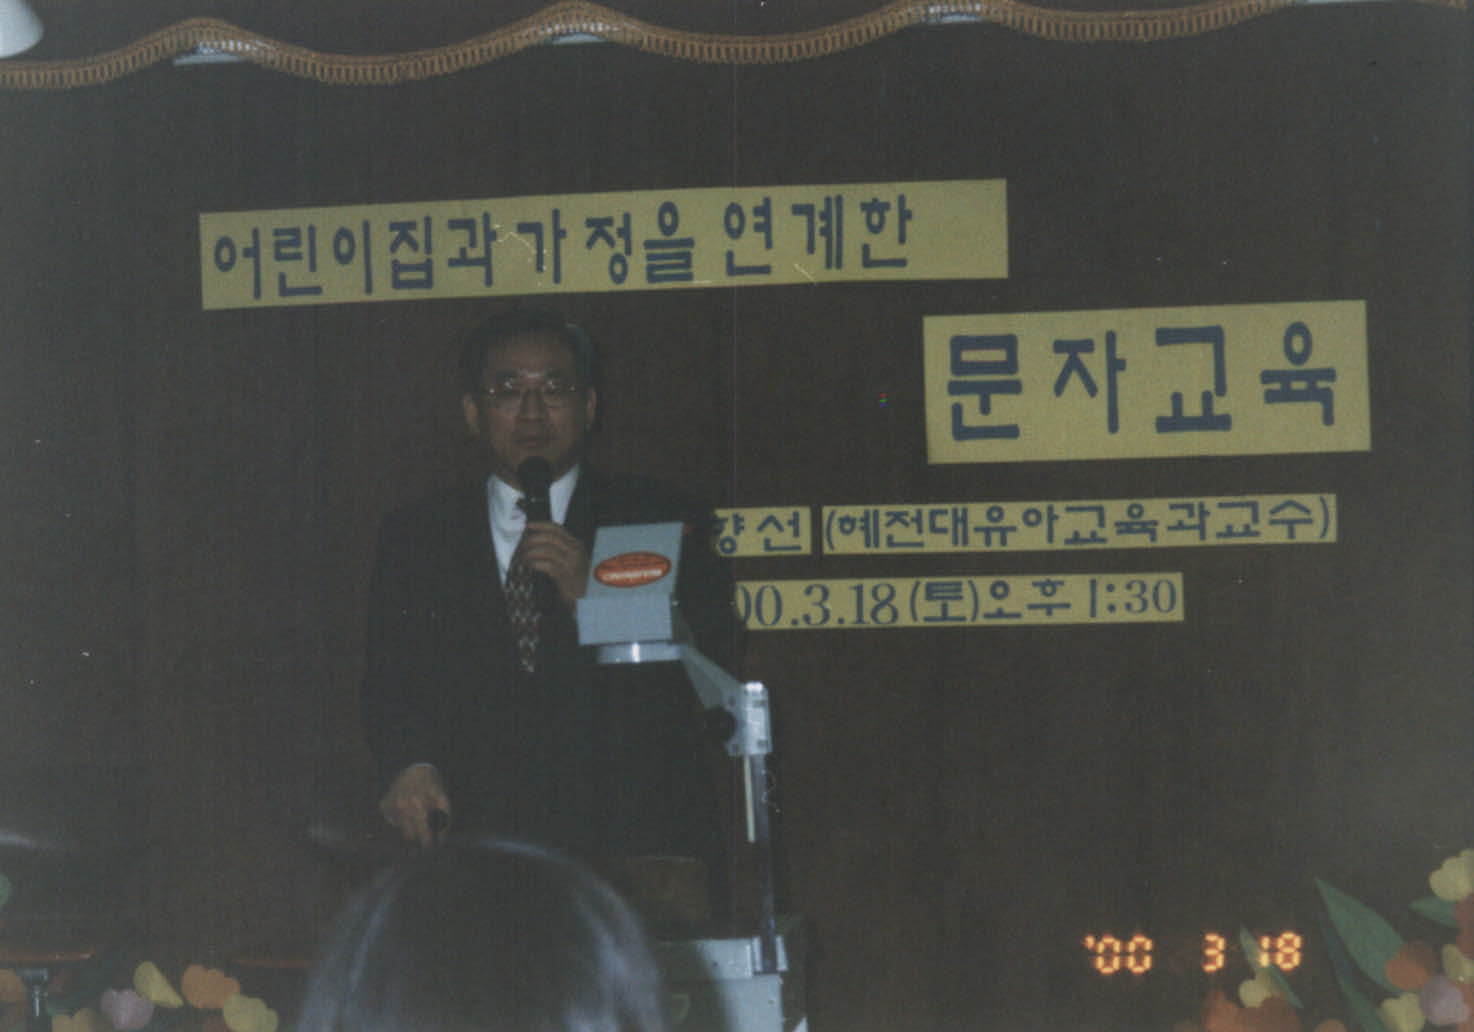 어린이집과 가정을 연계한
문자교육
향선 (혜전대유아교육과교수)
00.3.18(토)오후 1:30
'00 3 18